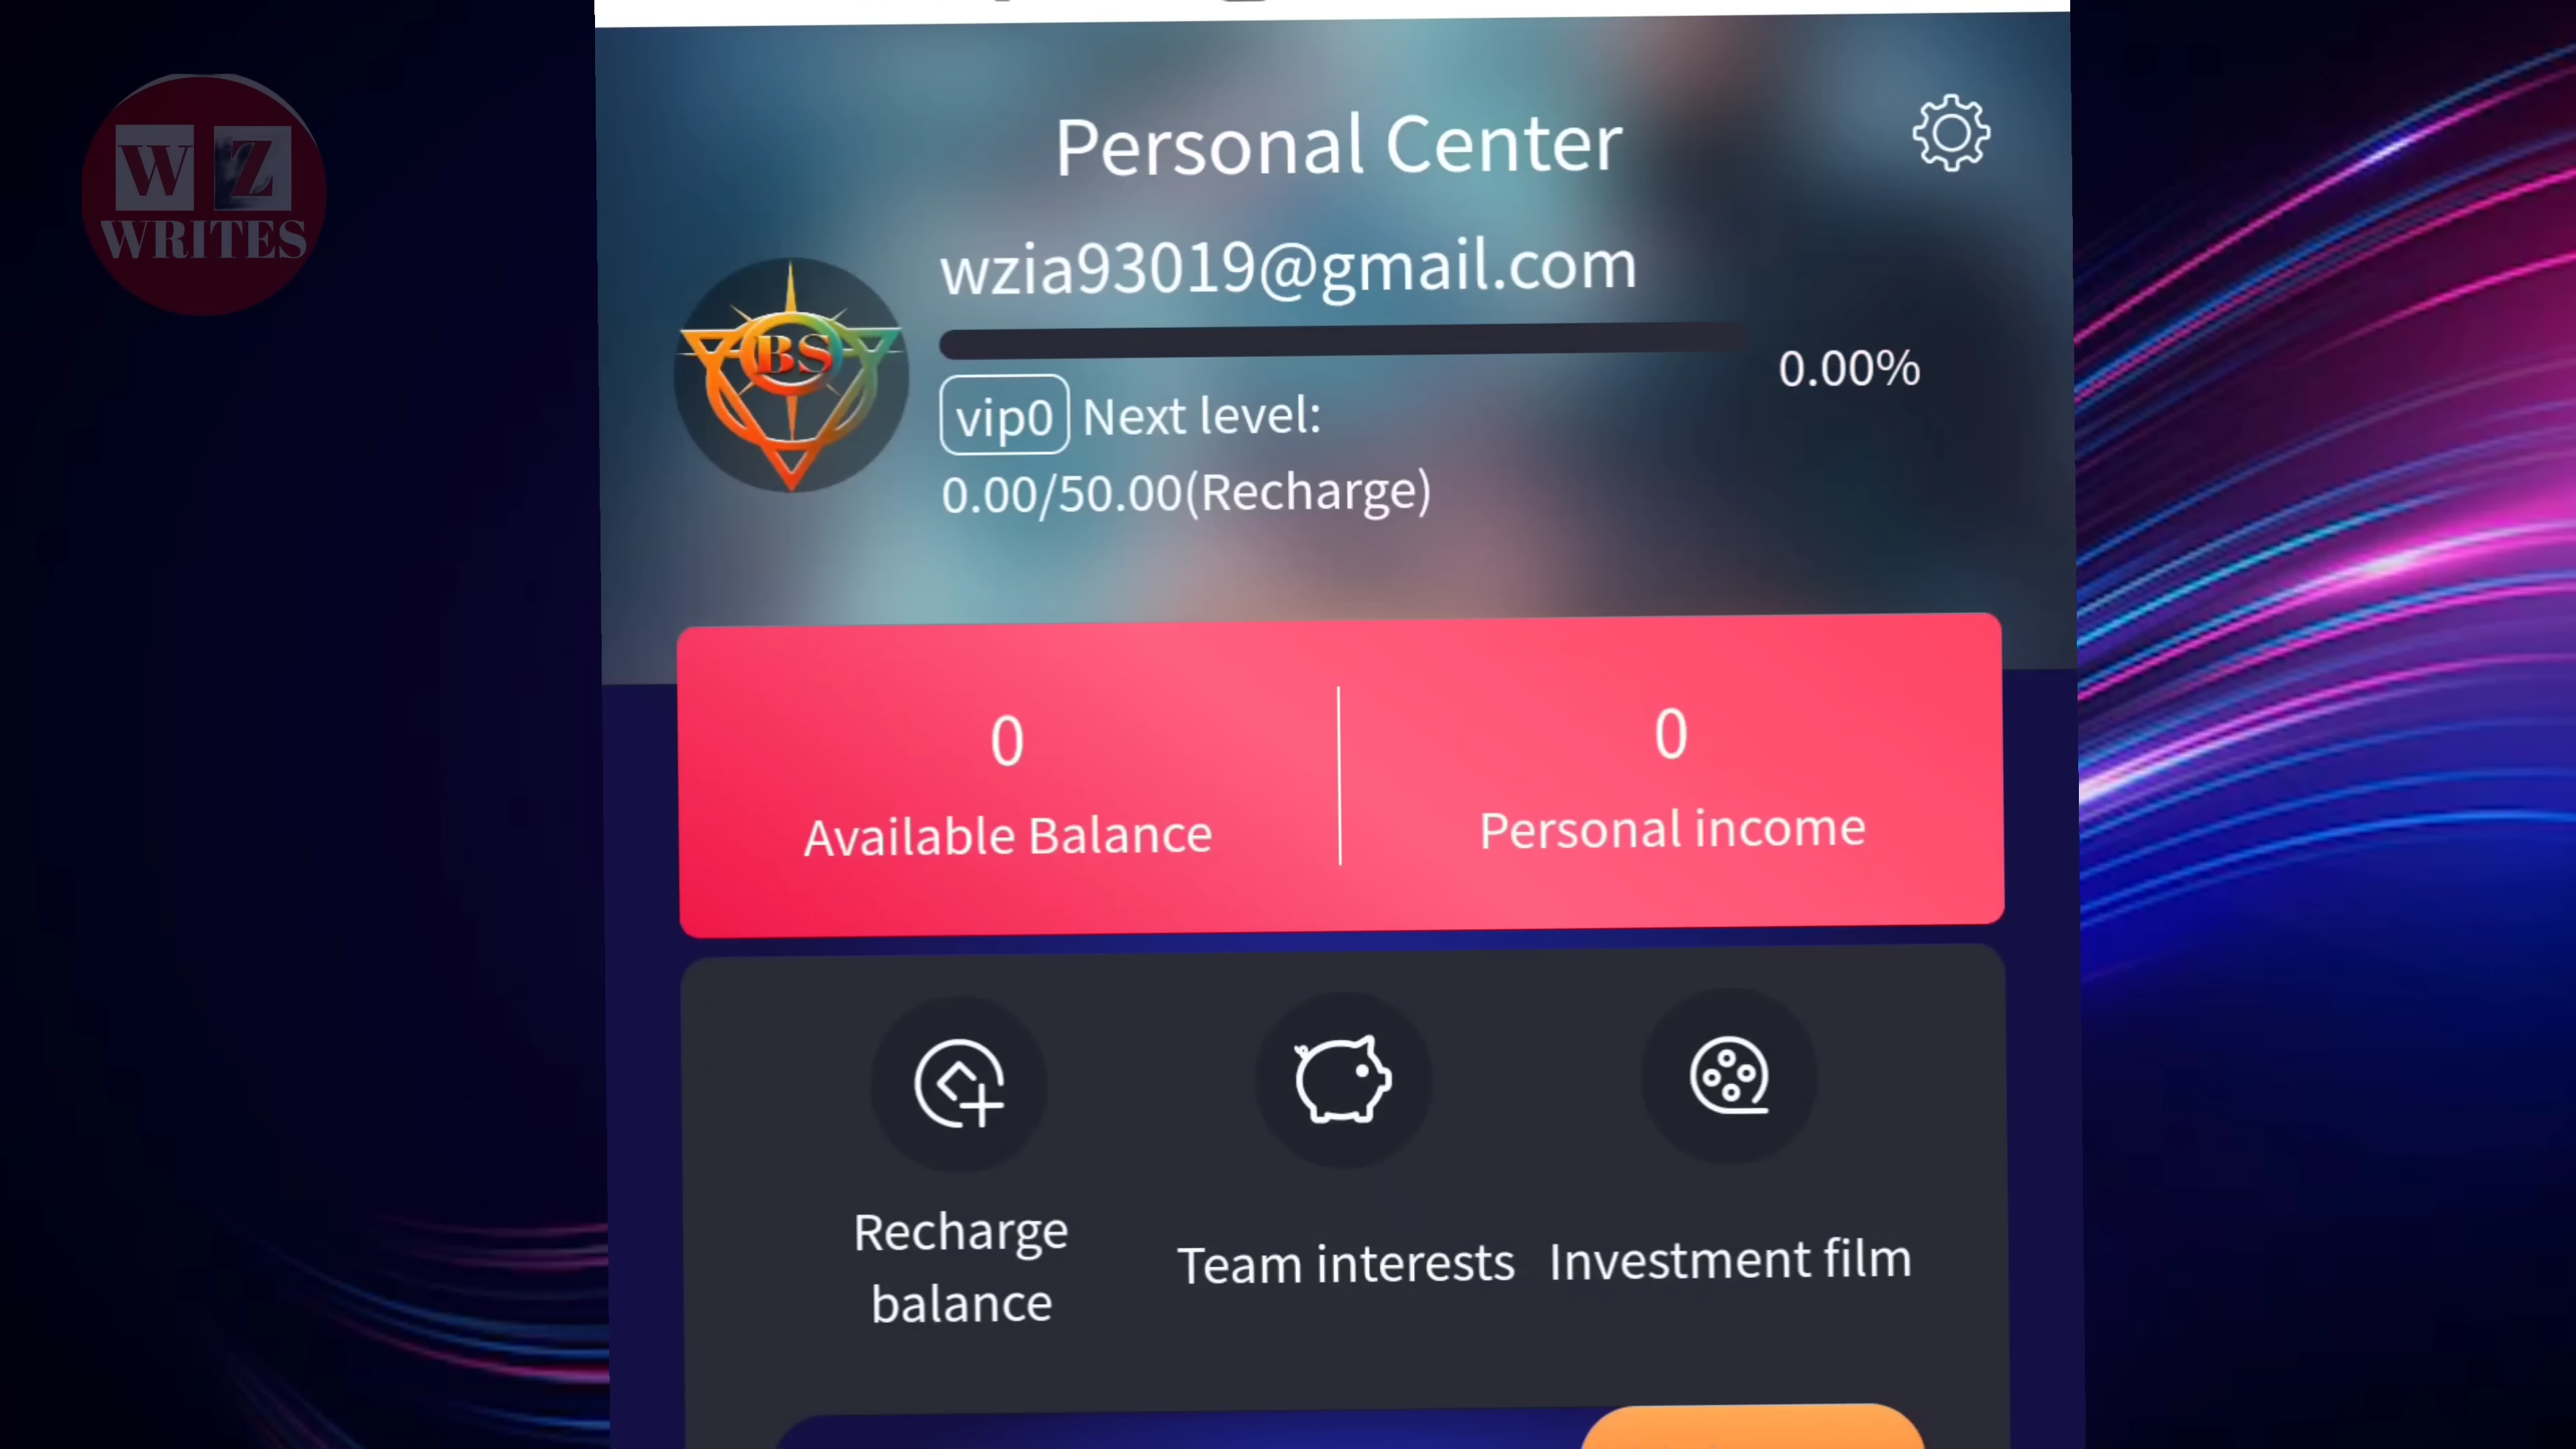 W Z
WRITES
Personal Center
wzia93019@gmail.com
BS
0.00%
vip0 Next level:
0.00/50.00(Recharge)
0
0
Available Balance
Personal income
Recharge
balance
Team interests
Investment film